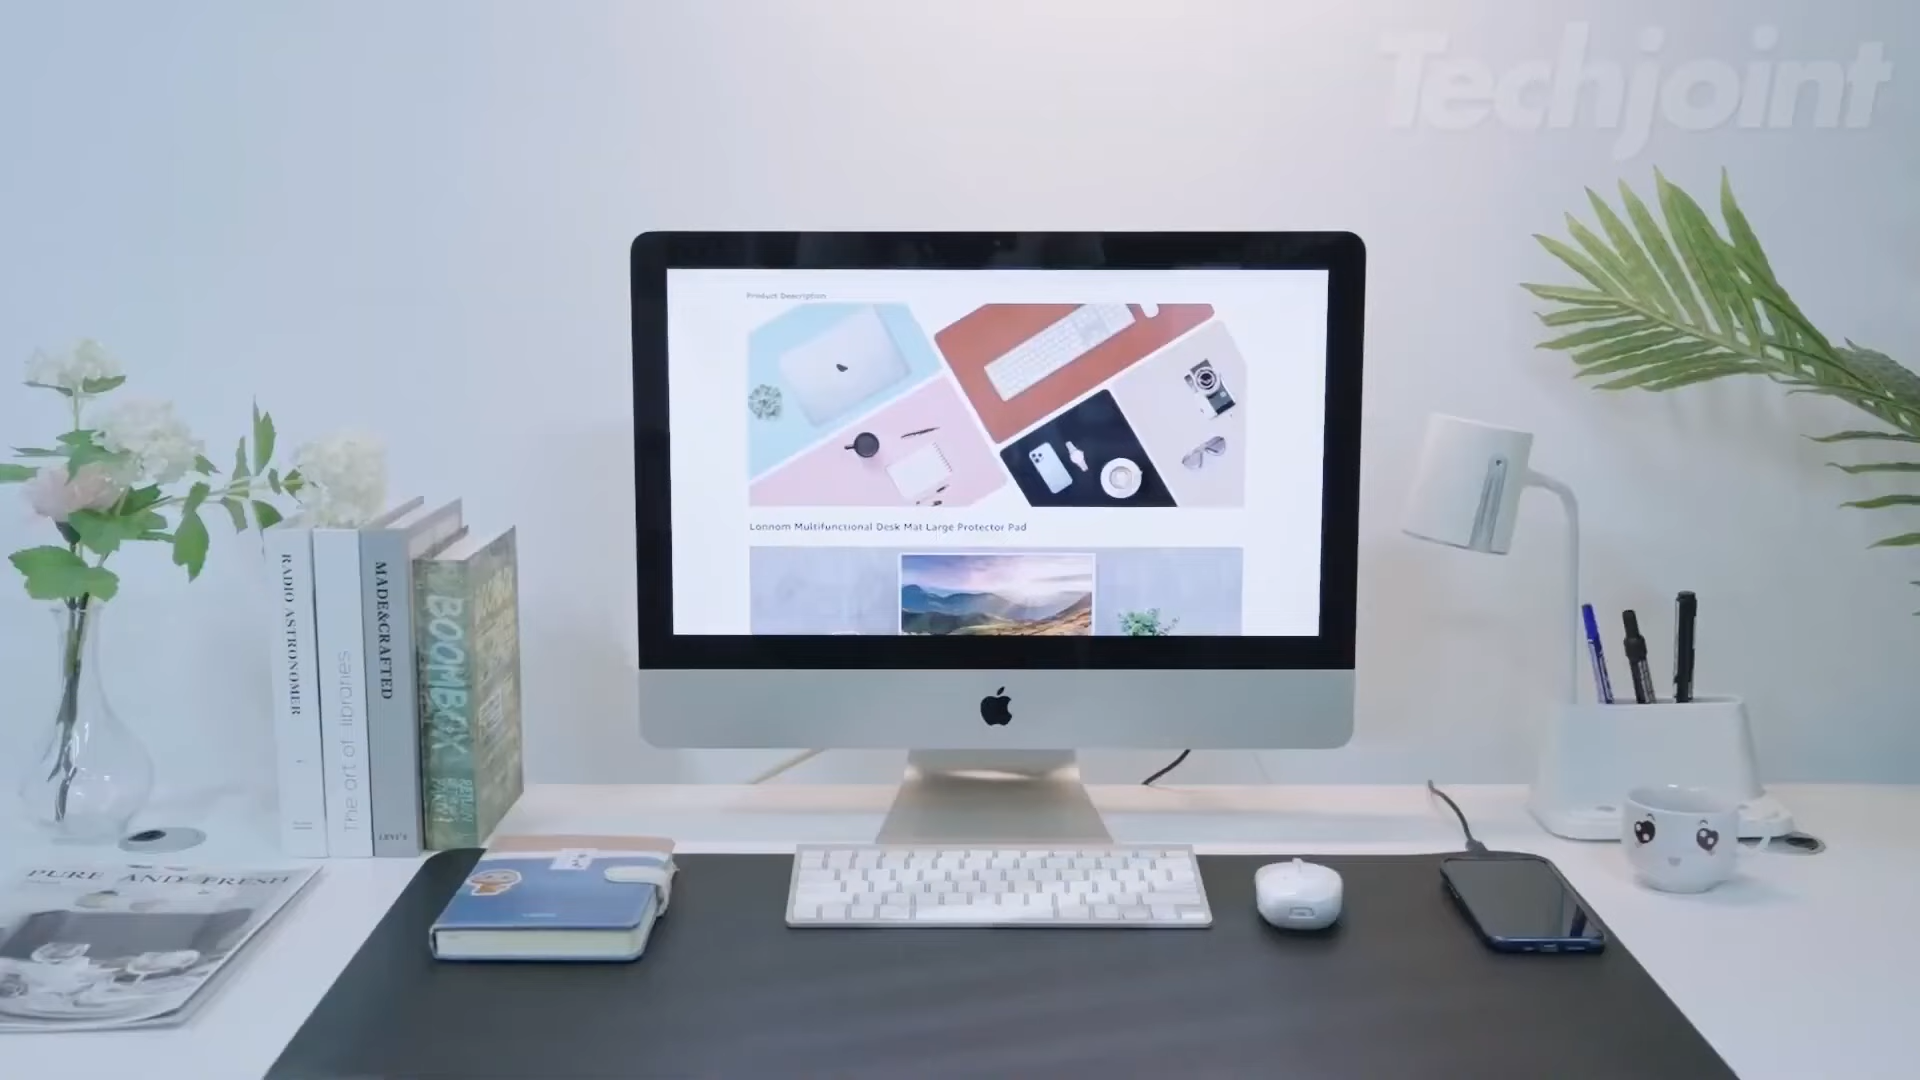 Techjoint
Product Description
Lonnom Multifunctional Desk Mat Large Protector Pad
RADIO ASTRONOMER
The art of libraries
MADE&CRAFTED
LEVI'S
BOOMBOX
PURE AND FRESH